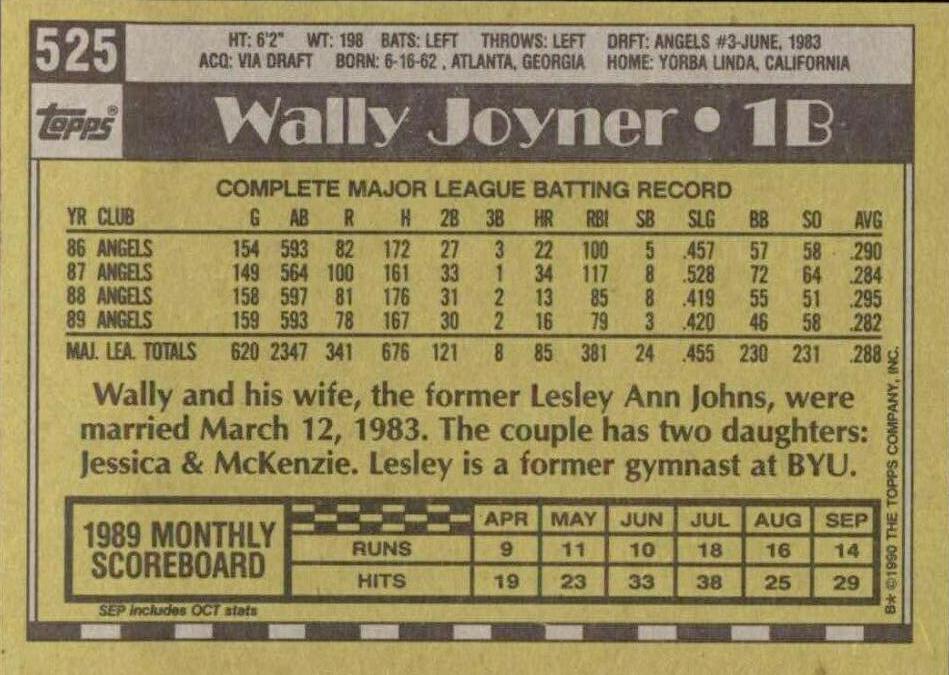 525
HT: 6'2" WT: 198 BATS: LEFT THROWS: LEFT DRFT: ANGELS #3-JUNE, 1983
ACQ: VIA DRAFT BORN: 6-16-62, ATLANTA, GEORGIA HOME: YORBA LINDA, CALIFORNIA
Topps®
Wally Joyner • 1B
COMPLETE MAJOR LEAGUE BATTING RECORD
YR CLUB G AB R H 2B 3B HR RBI SB SLG BB SO AVG
86 ANGELS 154 593 82 172 27 3 22 100 5 .457 57 58 .290
87 ANGELS 149 564 100 161 33 1 34 117 8 .528 72 64 .284
88 ANGELS 158 597 81 176 31 2 13 85 8 .419 55 51 .295
89 ANGELS 159 593 78 167 30 2 16 79 3 .420 46 58 .282
MAJ. LEA. TOTALS 620 2347 341 676 121 8 85 381 24 .455 230 231 .288
Wally and his wife, the former Lesley Ann Johns, were
married March 12, 1983. The couple has two daughters:
Jessica & McKenzie. Lesley is a former gymnast at BYU.
1989 MONTHLY
SCOREBOARD
APR MAY JUN JUL AUG SEP
RUNS 9 11 10 18 16 14
HITS 19 23 33 38 25 29
SEP includes OCT stats
B* © 1990 THE TOPPS COMPANY, INC.